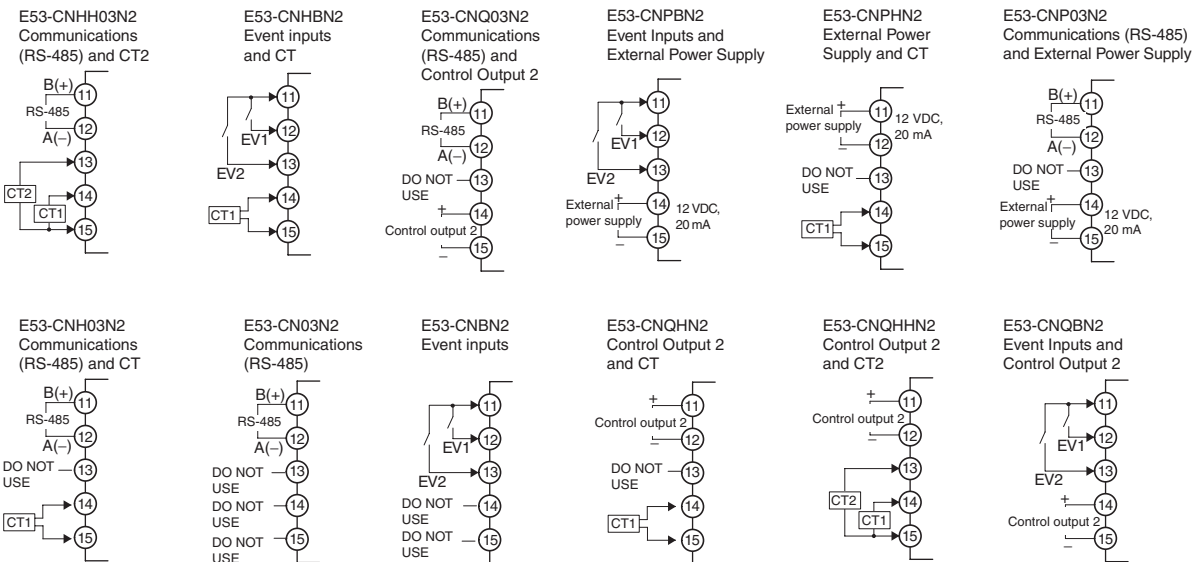 E53-CNHH03N2
Communications
(RS-485) and CT2
B(+)
11
RS-485
12
A(−)
13
CT2
14
CT1
15
E53-CNHBN2
Event inputs
and CT
11
12
EV1
13
EV2
14
CT1
15
E53-CNQ03N2
Communications
(RS-485) and
Control Output 2
B(+)
11
RS-485
12
A(−)
DO NOT
USE
13
+
14
Control output 2
15
−
E53-CNPBN2
Event Inputs and
External Power Supply
11
12
EV1
13
EV2
External +
power supply
14
12 VDC,
20 mA
15
−
E53-CNPHN2
External Power
Supply and CT
External +
power supply
11
12 VDC,
20 mA
12
−
DO NOT
USE
13
14
CT1
15
E53-CNP03N2
Communications (RS-485)
and External Power Supply
B(+)
11
RS-485
12
A(−)
DO NOT
USE
13
External +
power supply
14
12 VDC,
20 mA
15
−
E53-CNH03N2
Communications
(RS-485) and CT
B(+)
11
RS-485
12
A(−)
DO NOT
USE
13
14
CT1
15
E53-CN03N2
Communications
(RS-485)
B(+)
11
RS-485
12
A(−)
DO NOT
USE
13
DO NOT
USE
14
DO NOT
USE
15
E53-CNBN2
Event inputs
11
12
EV1
13
EV2
DO NOT
USE
14
DO NOT
USE
15
E53-CNQHN2
Control Output 2
and CT
+
11
Control output 2
12
−
DO NOT
USE
13
14
CT1
15
E53-CNQHHN2
Control Output 2
and CT2
+
11
Control output 2
12
−
13
CT2
14
CT1
15
E53-CNQBN2
Event Inputs and
Control Output 2
11
12
EV1
13
EV2
+
14
Control output 2
15
−